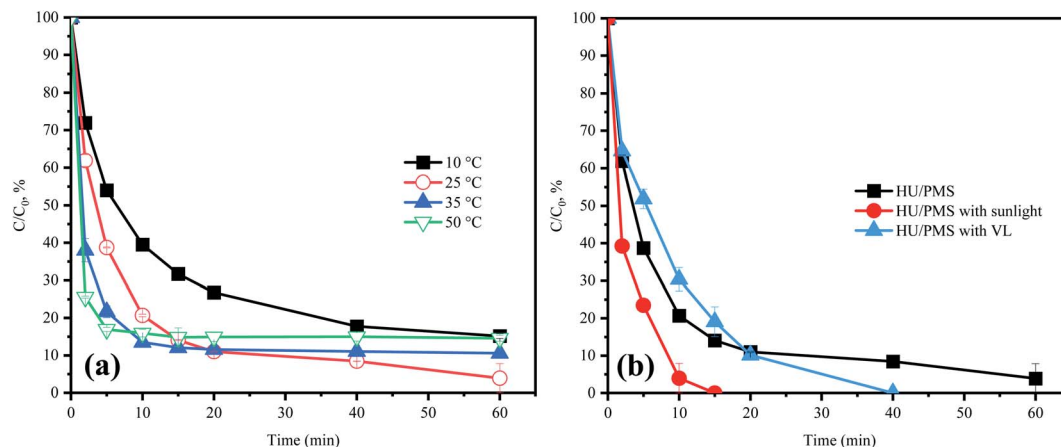 100
90
80
70
60
50
40
30
20
10
0
C/C₀, %
10 °C
25 °C
35 °C
50 °C
(a)
0 10 20 30 40 50 60
Time (min)
100
90
80
70
60
50
40
30
20
10
0
C/C₀, %
HU/PMS
HU/PMS with sunlight
HU/PMS with VL
(b)
0 10 20 30 40 50 60
Time (min)